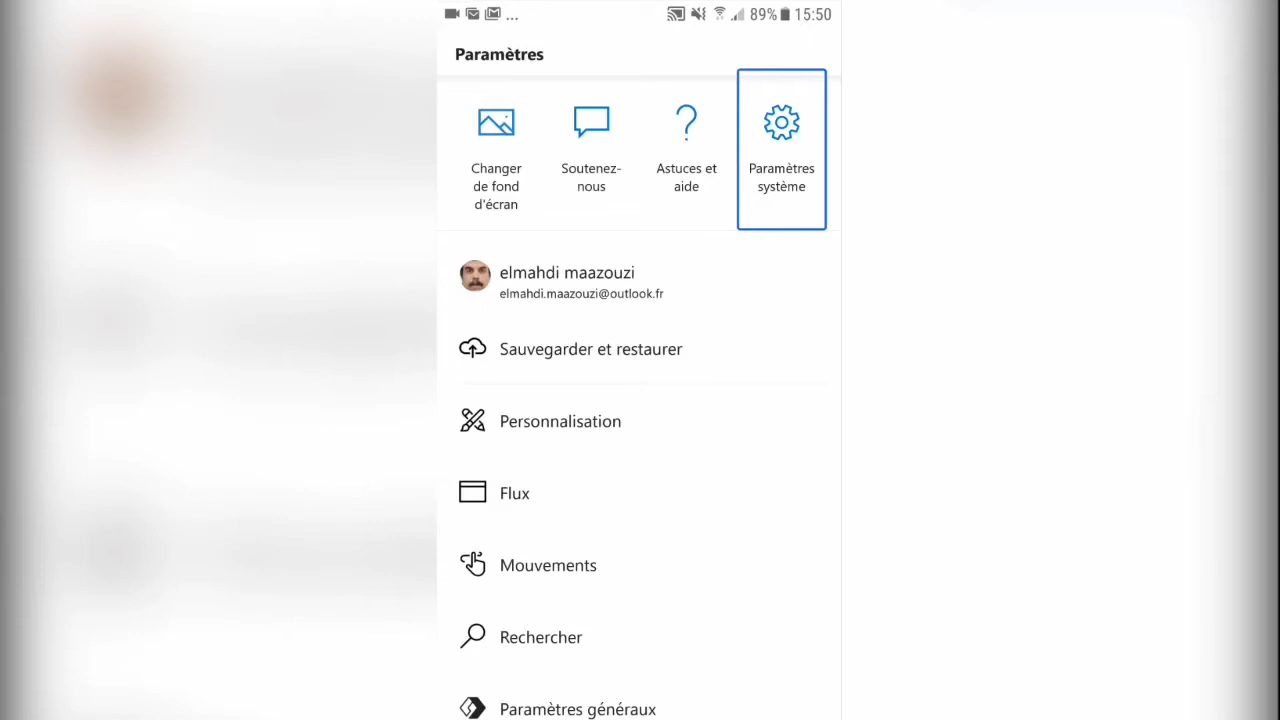 ... 89% 15:50
Paramètres
Changer
de fond
d'écran
Soutenez-
nous
Astuces et
aide
Paramètres
système
elmahdi maazouzi
elmahdi.maazouzi@outlook.fr
Sauvegarder et restaurer
Personnalisation
Flux
Mouvements
Rechercher
Paramètres généraux